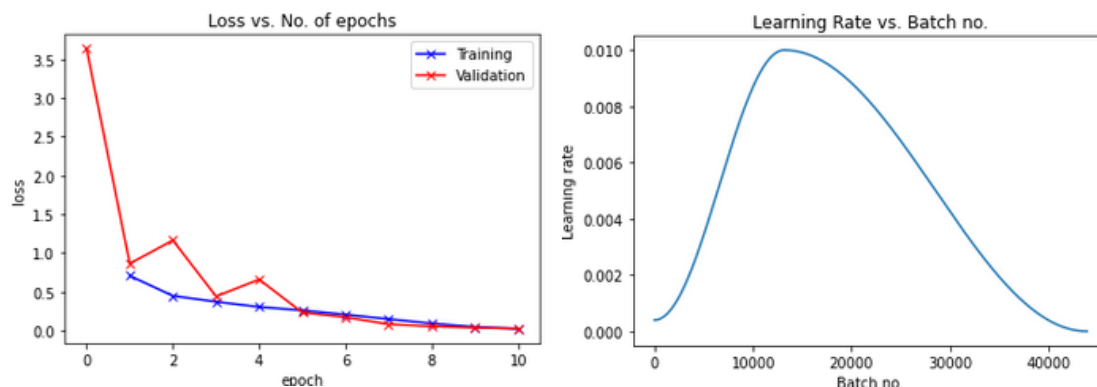 Loss vs. No. of epochs
3.5
3.0
2.5
2.0
1.5
1.0
0.5
0.0
loss
Training
Validation
0 2 4 6 8 10
epoch
Learning Rate vs. Batch no.
0.010
0.008
0.006
0.004
0.002
0.000
Learning rate
0 10000 20000 30000 40000
Batch no.